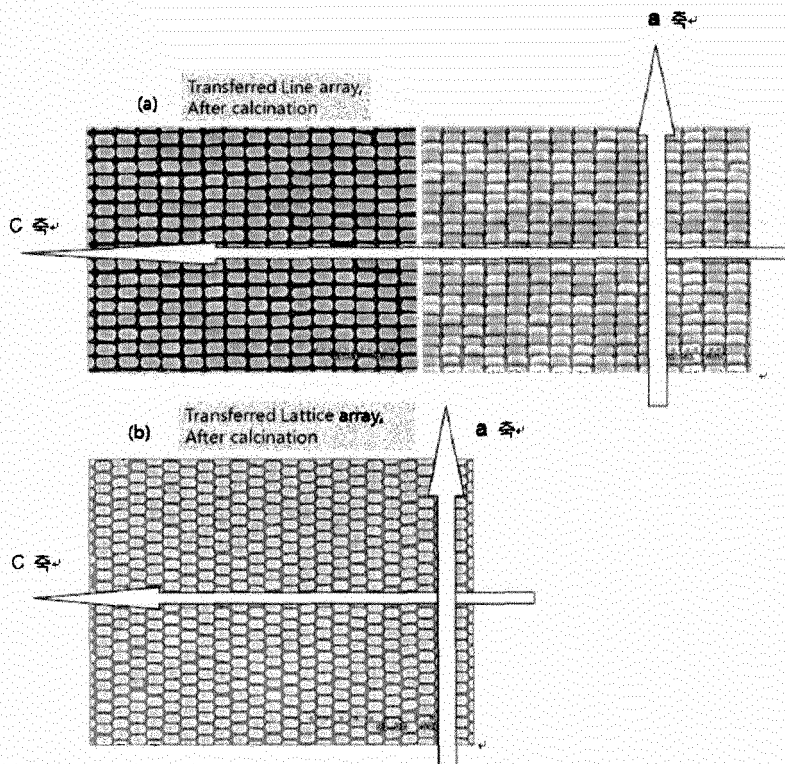 a 축
(a)
Transferred Line array,
After calcination
C 축
(b)
Transferred Lattice array,
After calcination
a 축
C 축